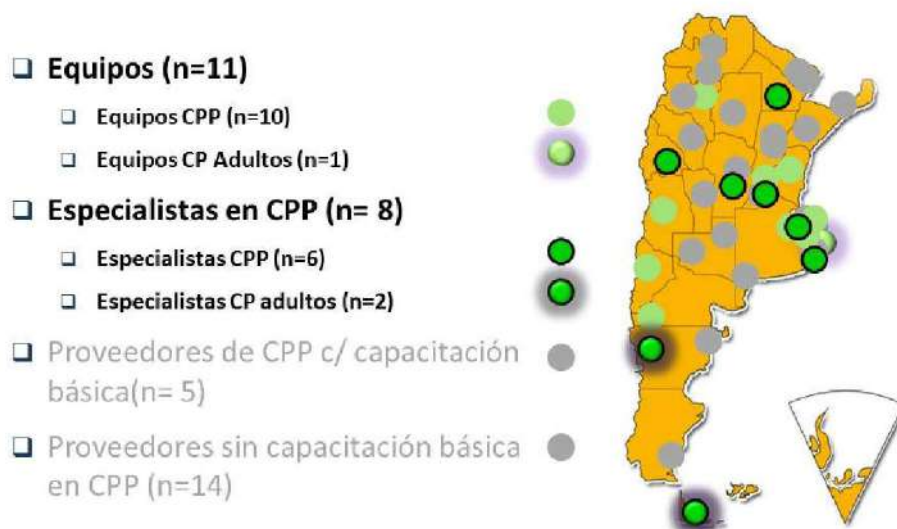 Equipos (n=11)
Equipos CPP (n=10)
Equipos CP Adultos (n=1)
Especialistas en CPP (n= 8)
Especialistas CPP (n=6)
Especialistas CP adultos (n=2)
Proveedores de CPP c/ capacitación
básica(n= 5)
Proveedores sin capacitación básica
en CPP (n=14)